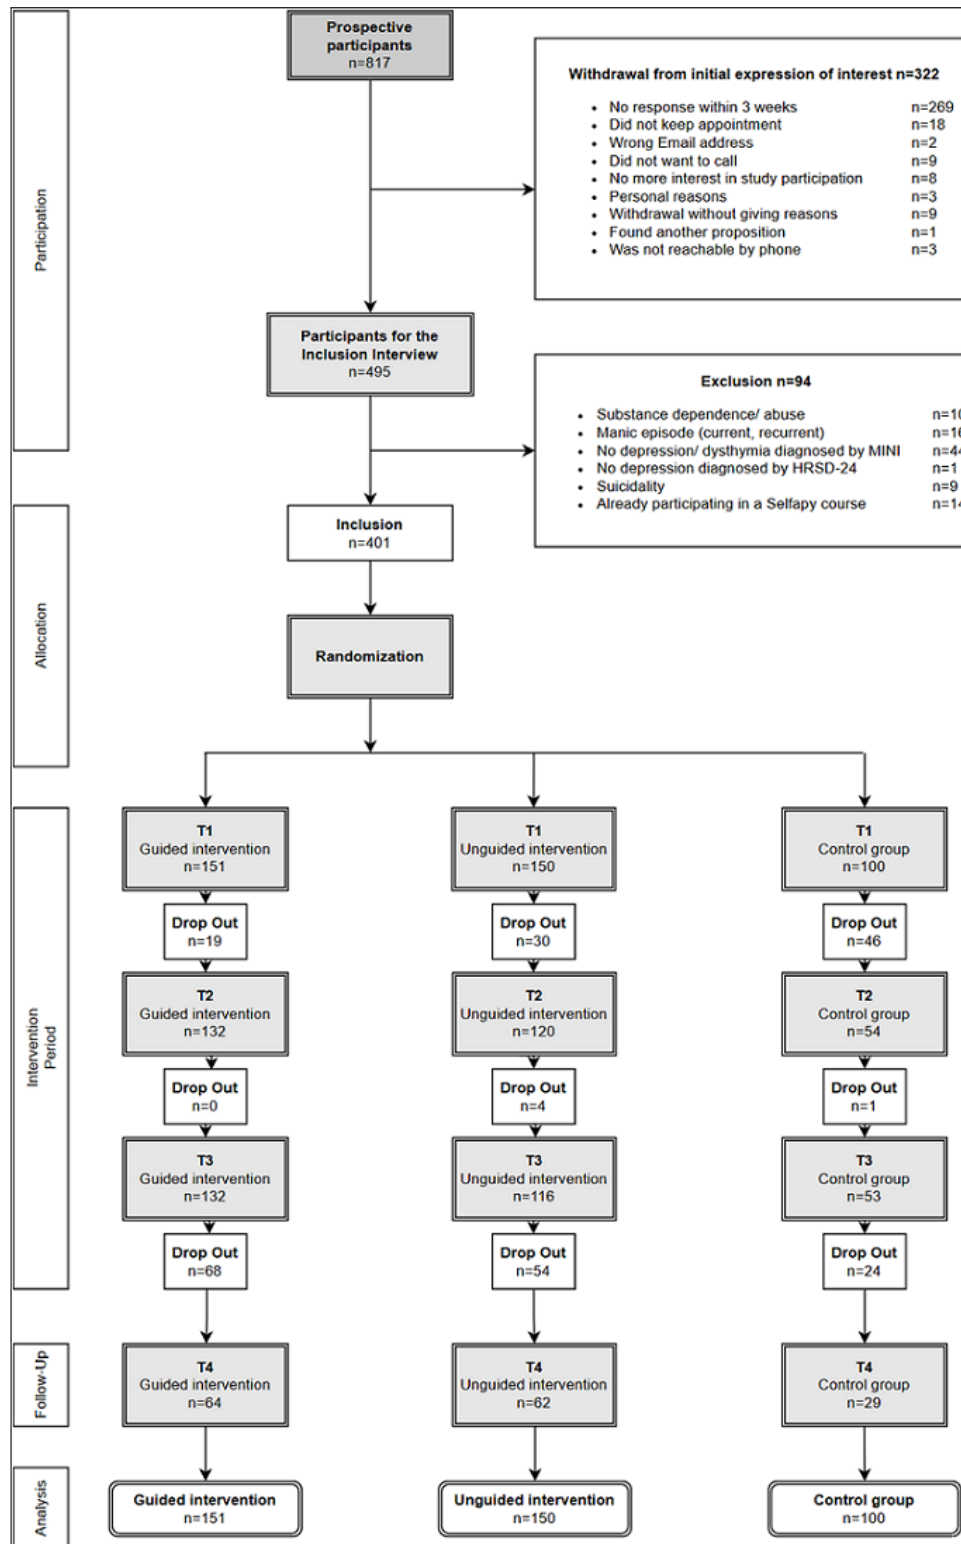 Prospective
participants
n=817
Withdrawal from initial expression of interest n=322
• No response within 3 weeks n=269
• Did not keep appointment n=18
• Wrong Email address n=2
• Did not want to call n=9
• No more interest in study participation n=8
• Personal reasons n=3
• Withdrawal without giving reasons n=9
• Found another proposition n=1
• Was not reachable by phone n=3
Participation
Participants for the
Inclusion Interview
n=495
Exclusion n=94
• Substance dependence/ abuse n=10
• Manic episode (current, recurrent) n=16
• No depression/ dysthymia diagnosed by MINI n=44
• No depression diagnosed by HRSD-24 n=1
• Suicidality n=9
• Already participating in a Selfapy course n=14
Inclusion
n=401
Allocation
Randomization
T1
Guided intervention
n=151
T1
Unguided intervention
n=150
T1
Control group
n=100
Drop Out
n=19
Drop Out
n=30
Drop Out
n=46
T2
Guided intervention
n=132
T2
Unguided intervention
n=120
T2
Control group
n=54
Intervention
Period
Drop Out
n=0
Drop Out
n=4
Drop Out
n=1
T3
Guided intervention
n=132
T3
Unguided intervention
n=116
T3
Control group
n=53
Drop Out
n=68
Drop Out
n=54
Drop Out
n=24
Follow-Up
T4
Guided intervention
n=64
T4
Unguided intervention
n=62
T4
Control group
n=29
Analysis
Guided intervention
n=151
Unguided intervention
n=150
Control group
n=100